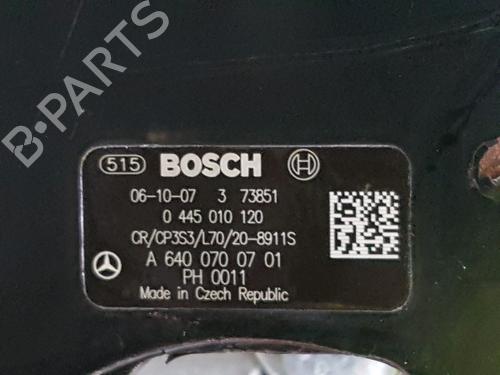 B-PARTS
515 BOSCH
06-10-07 3 73851
0 445 010 120
CR/CP3S3/L70/20-8911S
A 640 070 07 01
PH 0011
Made in Czech Republic